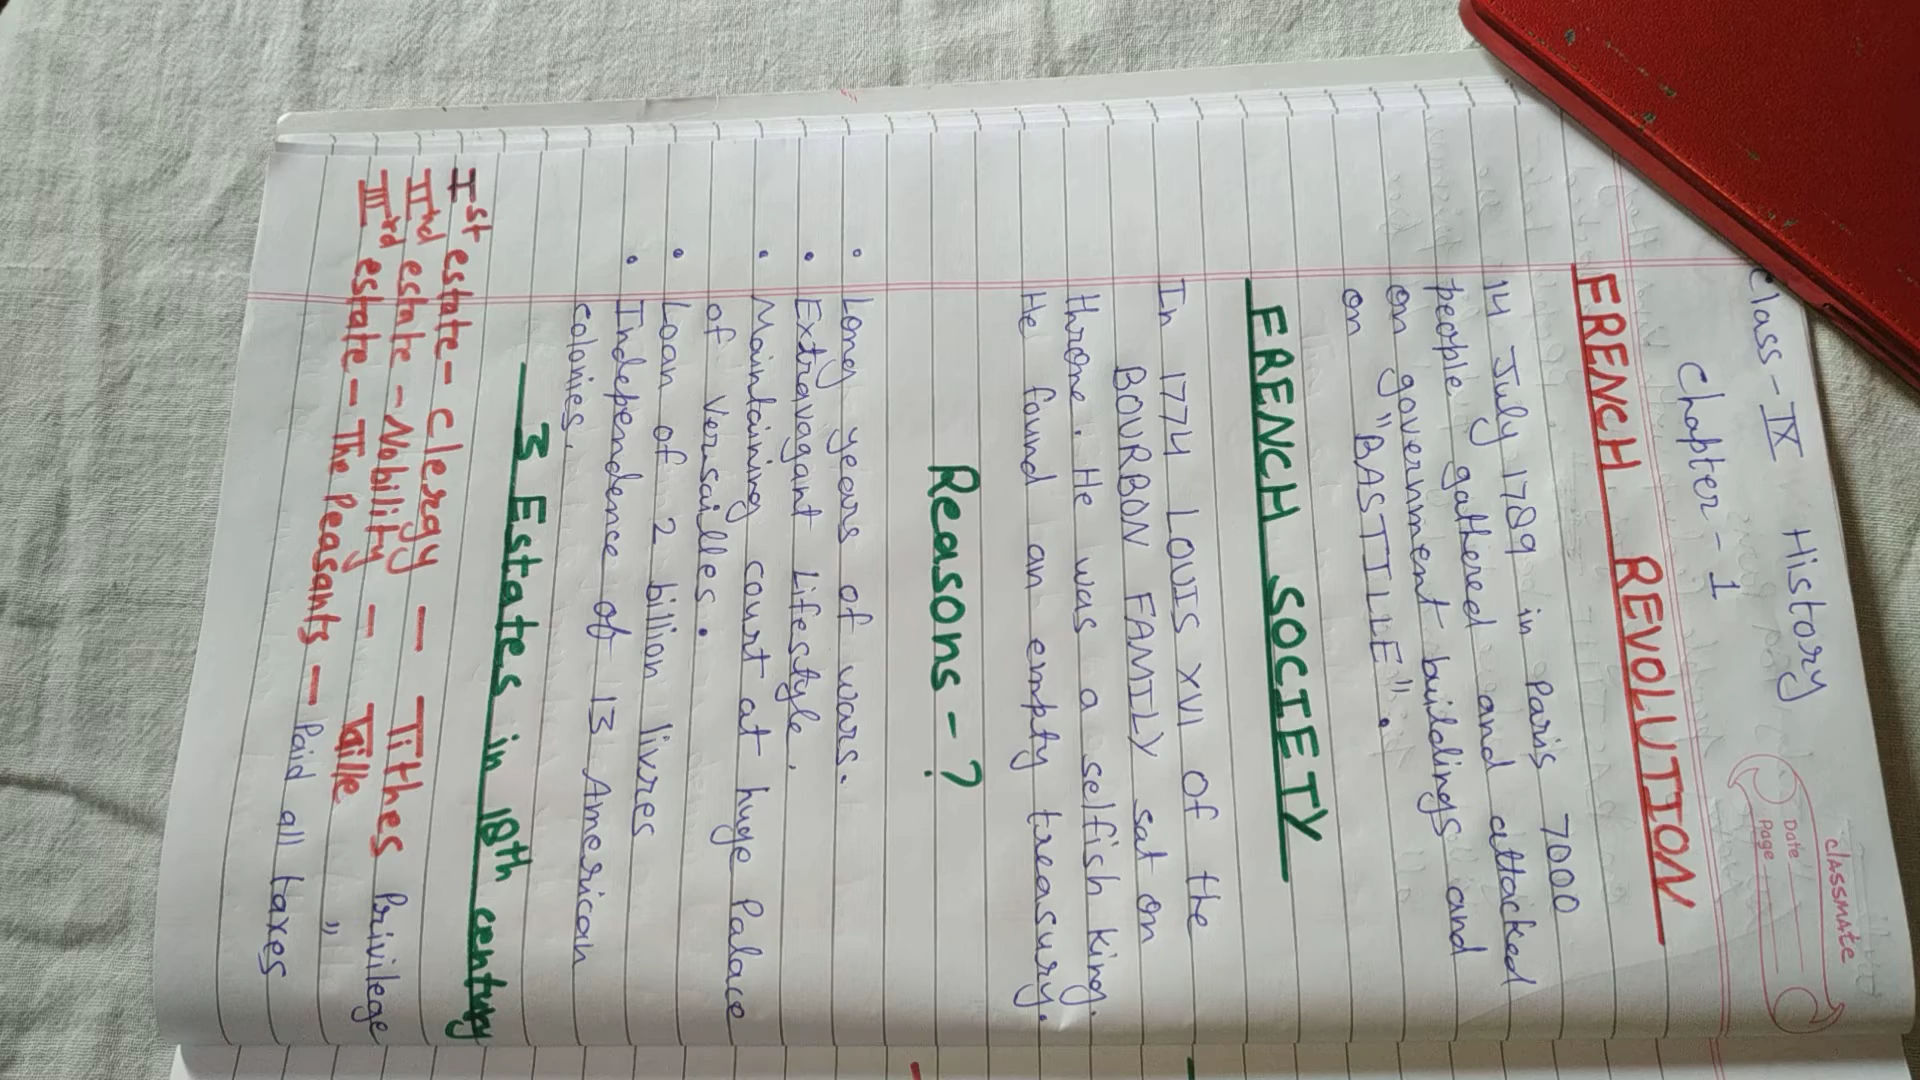 Class-IX History
Chapter-1
classmate
Date
Page
FRENCH REVOLUTION
14 July 1789 in Paris 7000
people gathered and attacked
on government buildings and
on "BASTILLE".
FRENCH SOCIETY
In 1774 LOUIS XVI of the
BOURBON FAMILY sat on
throne. He was a selfish king.
He found an empty treasury.
Reasons-?
• Long years of wars.
• Extravagant Lifestyle.
• Maintaining court at huge Palace
of Versailles.
• Loan of 2 billion livres
• Independence of 13 American
colonies.
3 Estates in 18th century
Ist estate- Clergy — Tithes Privilege
IInd estate - Nobility — Taille "
IIIrd estate - The Peasants — Paid all taxes